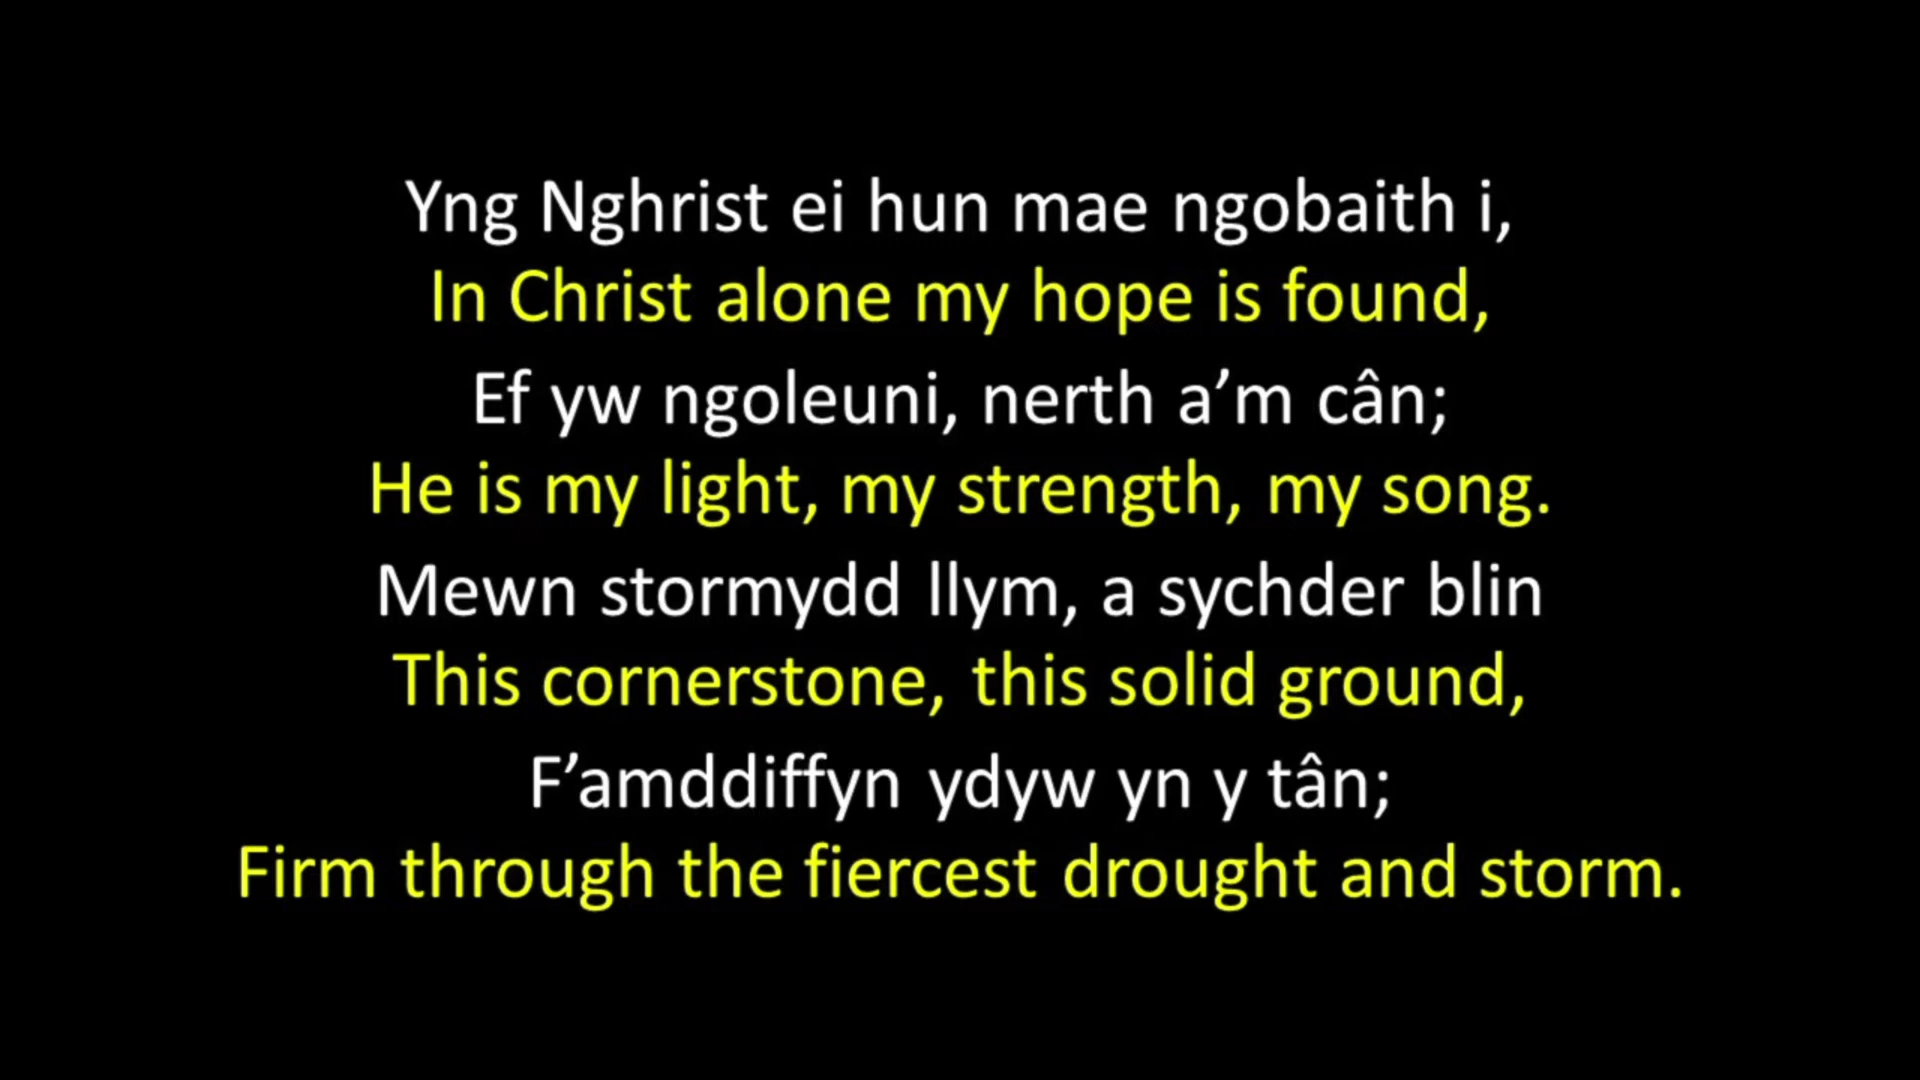 Yng Nghrist ei hun mae ngobaith i,
In Christ alone my hope is found,
Ef yw ngoleuni, nerth a’m cân;
He is my light, my strength, my song.
Mewn stormydd llym, a sychder blin
This cornerstone, this solid ground,
F’amddiffyn ydyw yn y tân;
Firm through the fiercest drought and storm.